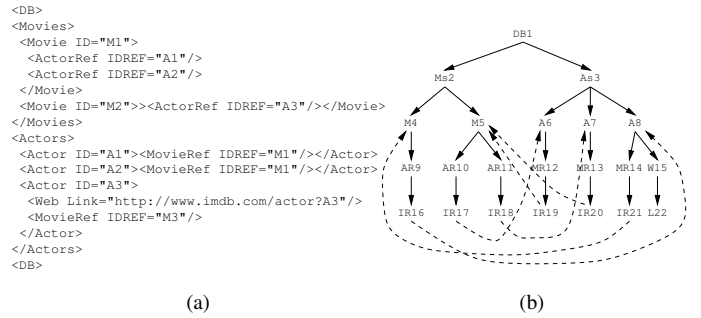 <DB>
<Movies>
<Movie ID="M1">
<ActorRef IDREF="A1"/>
<ActorRef IDREF="A2"/>
</Movie>
<Movie ID="M2">><ActorRef IDREF="A3"/></Movie>
</Movies>
<Actors>
<Actor ID="A1"><MovieRef IDREF="M1"/></Actor>
<Actor ID="A2"><MovieRef IDREF="M1"/></Actor>
<Actor ID="A3">
<Web Link="http://www.imdb.com/actor?A3"/>
<MovieRef IDREF="M3"/>
</Actor>
</Actors>
<DB>
(a)
DB1
Ms2 As3
M4 M5 A6 A7 A8
AR9 AR10 AR11 MR12 MR13 MR14 W15
IR16 IR17 IR18 IR19 IR20 IR21 L22
(b)